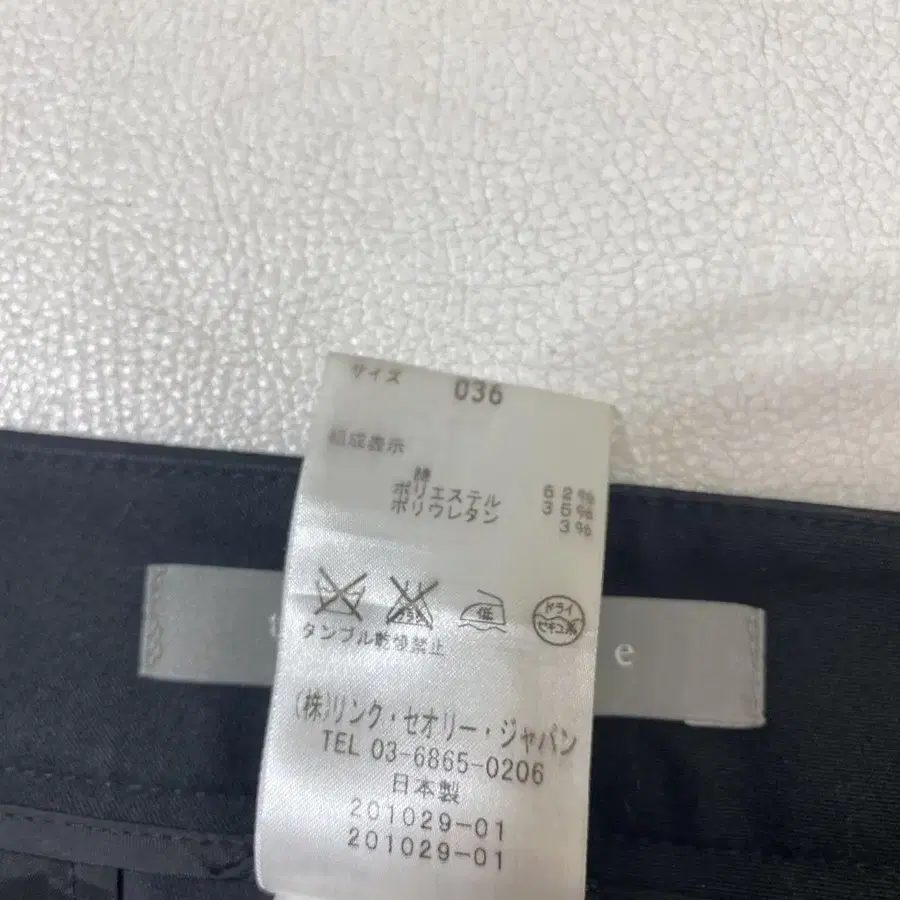 サイズ 036
組成表示
綿 62%
ポリエステル 35%
ポリウレタン 3%
低
ドライ
セキユ系
タンブル乾燥禁止
e
(株)リンク・セオリー・ジャパン
TEL 03-6865-0206
日本製
201029-01
201029-01